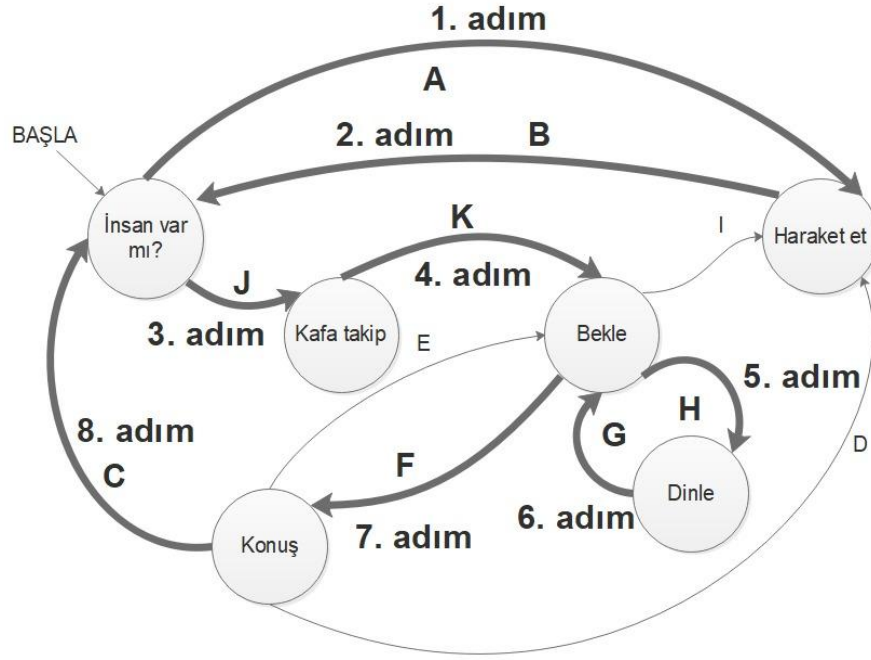 1. adım
A
2. adım
B
BAŞLA
İnsan var
mı?
K
I
Haraket et
J
4. adım
3. adım
Kafa takip
E
Bekle
5. adım
8. adım
G
H
D
C
F
Dinle
6. adım
Konuş
7. adım